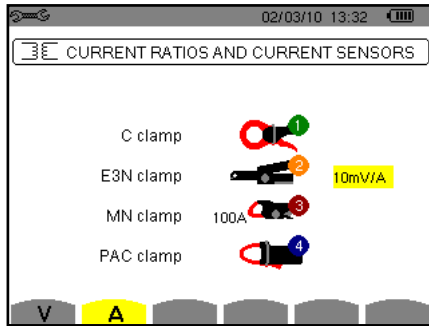 02/03/10 13:32
CURRENT RATIOS AND CURRENT SENSORS
C clamp 1
E3N clamp 2 10mV/A
MN clamp 100A 3
PAC clamp 4
V A